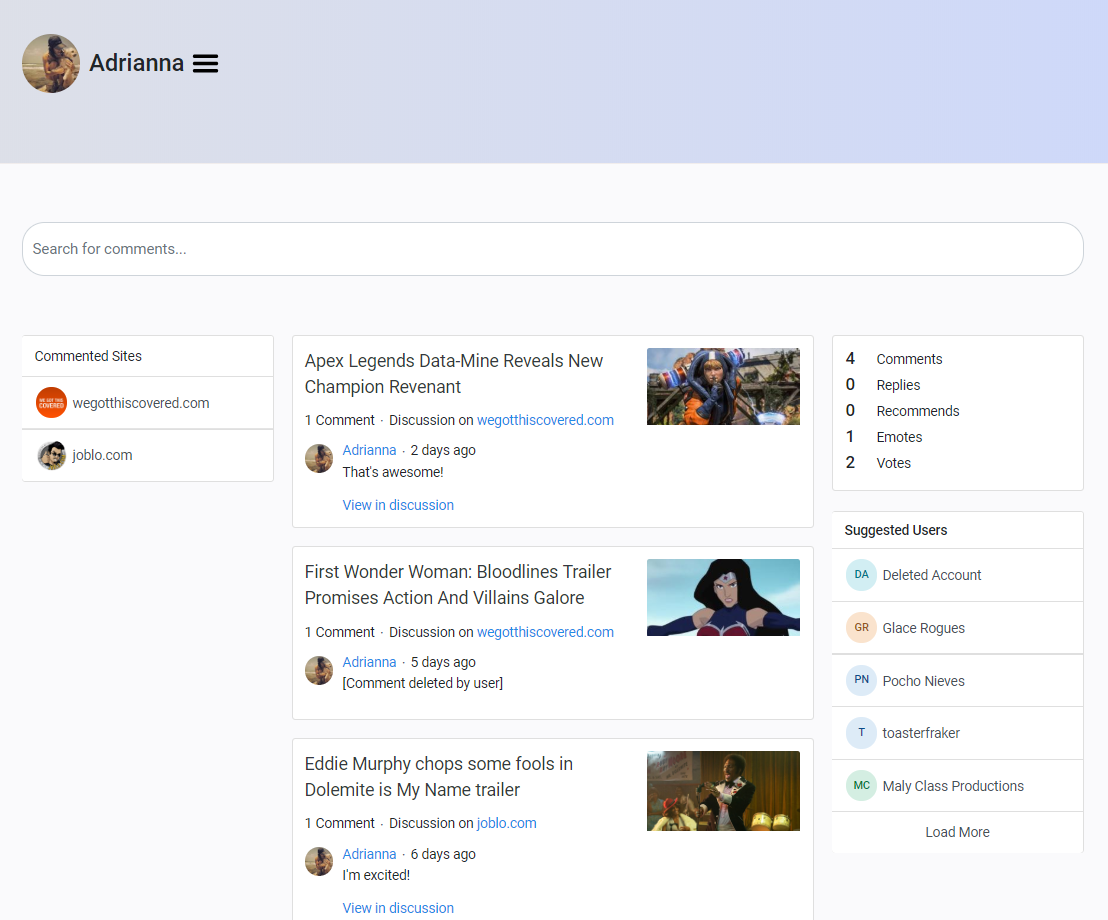 Adrianna
Search for comments...
Commented Sites
WE GOT THIS
COVERED
wegotthiscovered.com
joblo.com
Apex Legends Data-Mine Reveals New
Champion Revenant
1 Comment · Discussion on wegotthiscovered.com
Adrianna · 2 days ago
That's awesome!
View in discussion
First Wonder Woman: Bloodlines Trailer
Promises Action And Villains Galore
1 Comment · Discussion on wegotthiscovered.com
Adrianna · 5 days ago
[Comment deleted by user]
Eddie Murphy chops some fools in
Dolemite is My Name trailer
1 Comment · Discussion on joblo.com
Adrianna · 6 days ago
I'm excited!
View in discussion
4 Comments
0 Replies
0 Recommends
1 Emotes
2 Votes
Suggested Users
DA Deleted Account
GR Glace Rogues
PN Pocho Nieves
T toasterfraker
MC Maly Class Productions
Load More